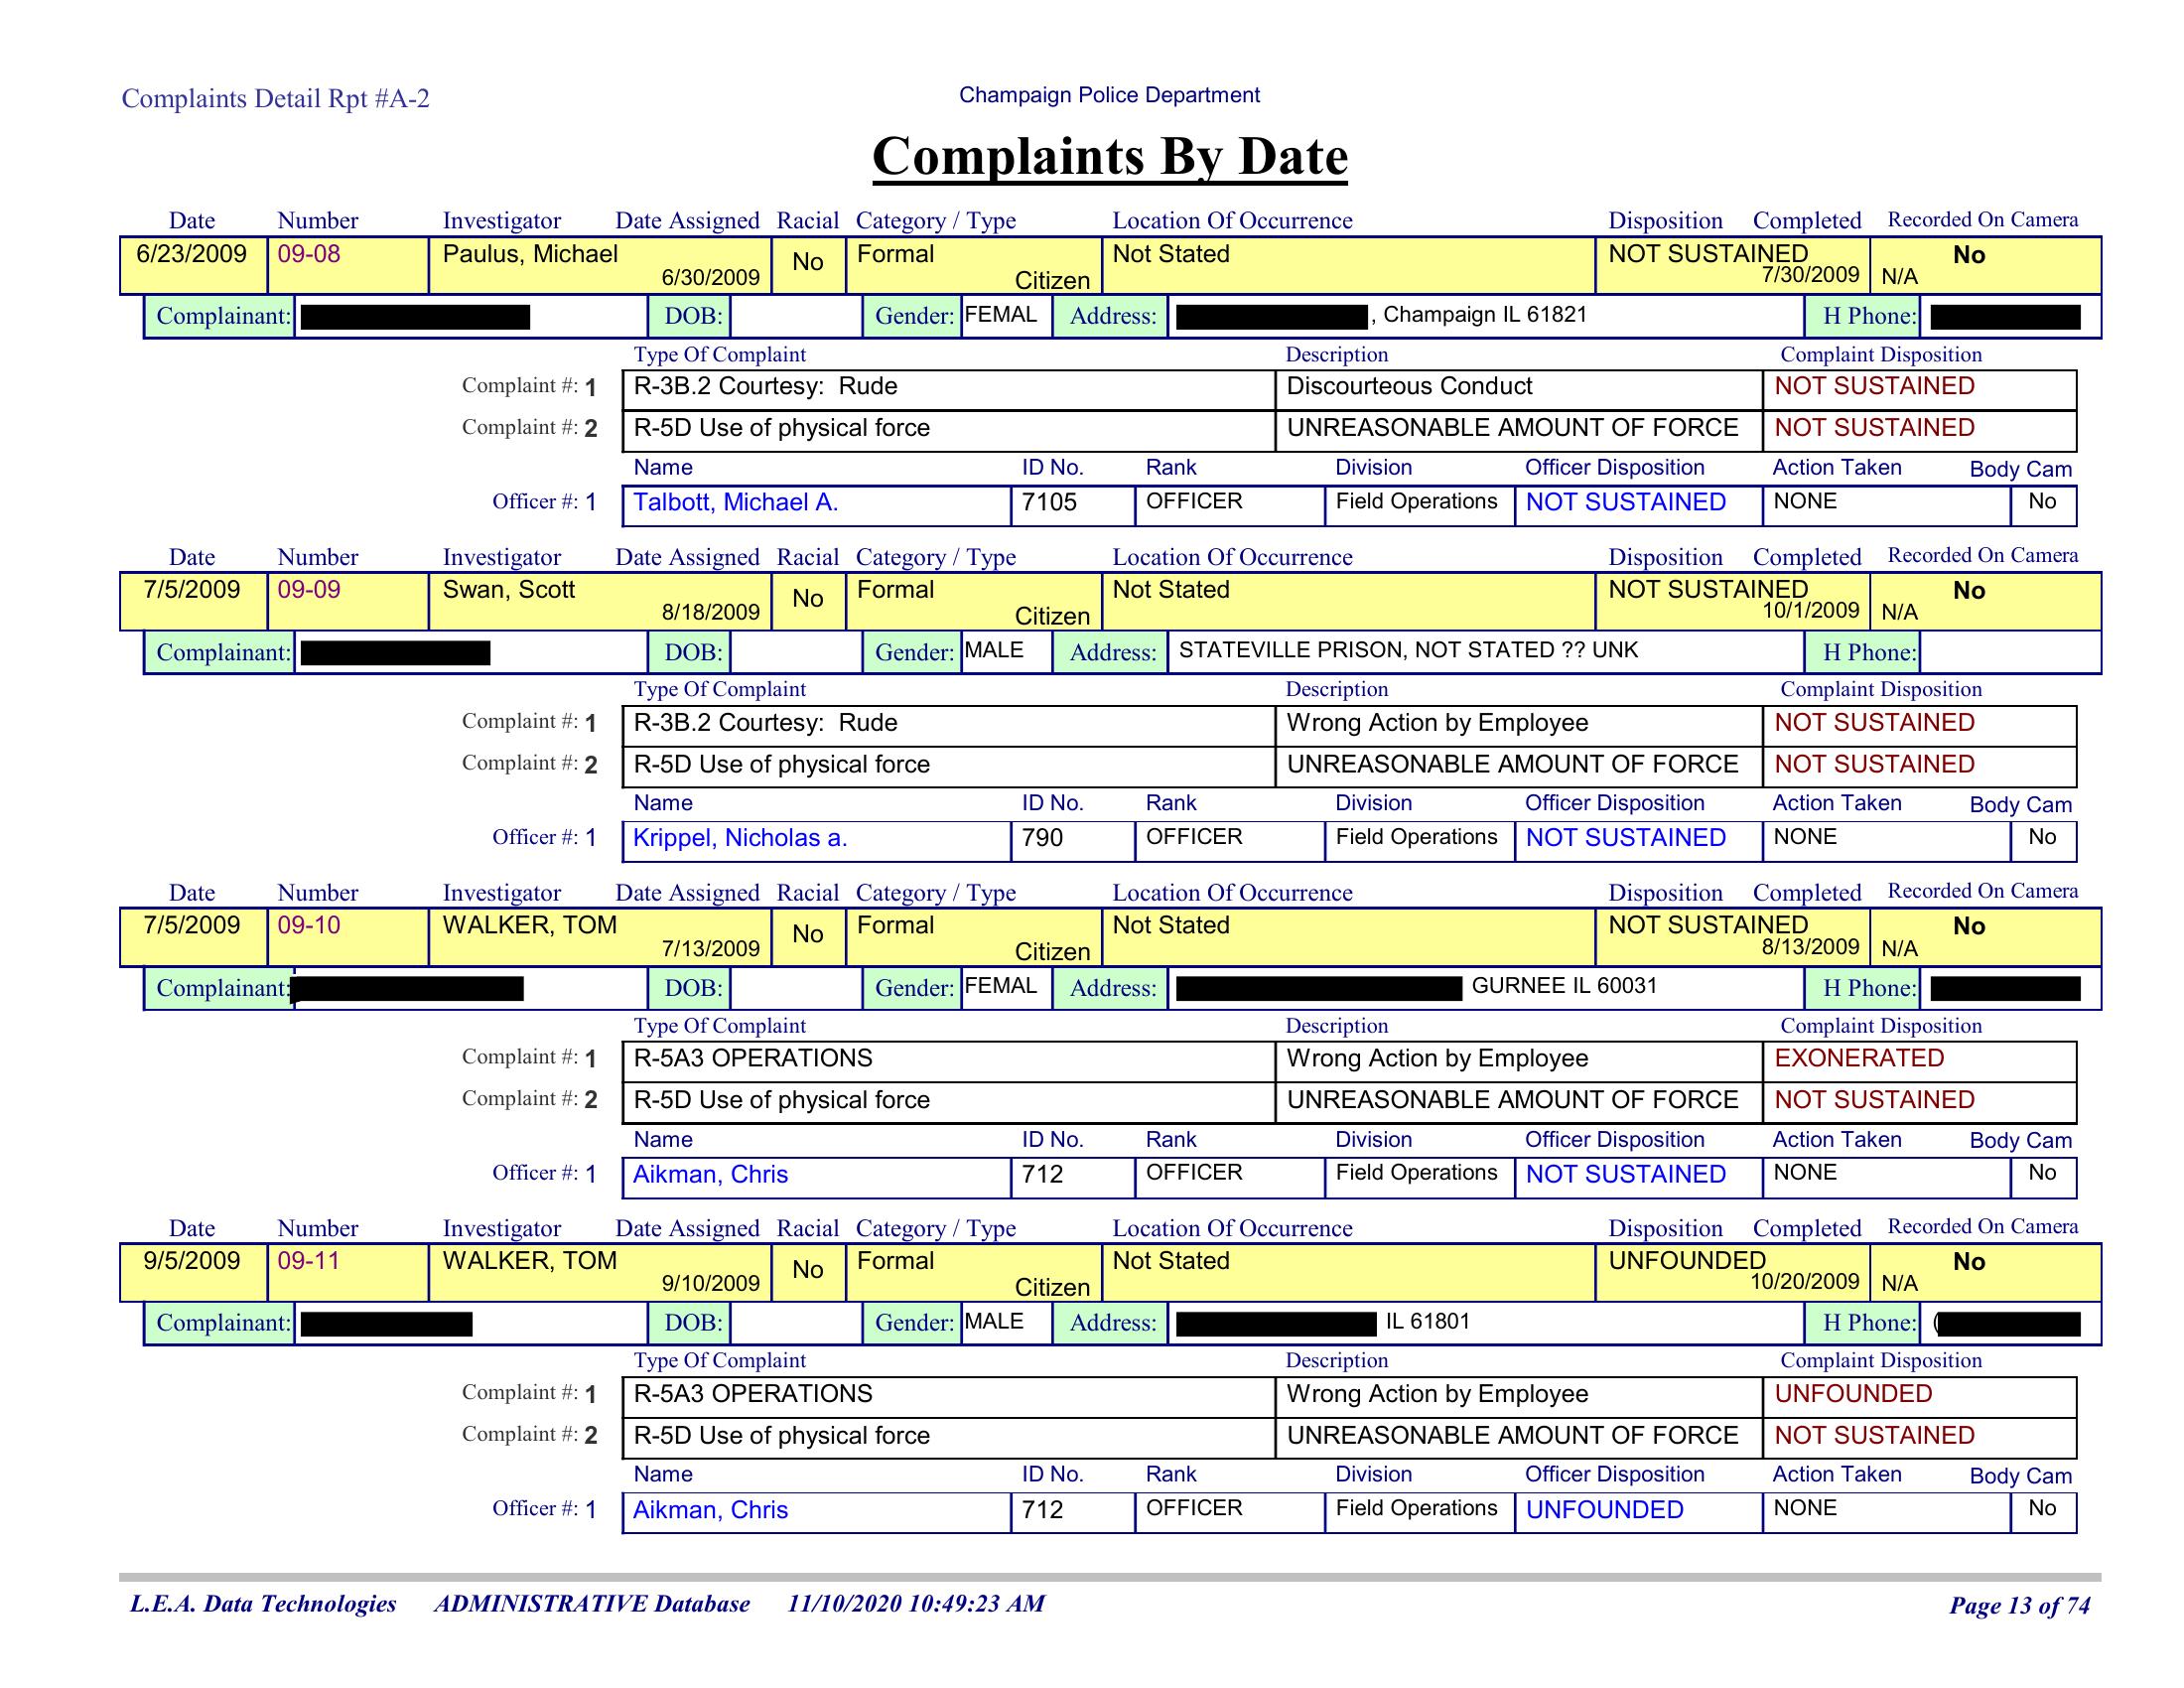 Complaints Detail Rpt #A-2
Champaign Police Department
Complaints By Date
Date Number Investigator Date Assigned Racial Category / Type Location Of Occurrence Disposition Completed Recorded On Camera
6/23/2009 09-08 Paulus, Michael 6/30/2009 No Formal Citizen Not Stated NOT SUSTAINED 7/30/2009 N/A No
Complainant: DOB: Gender: FEMAL Address: , Champaign IL 61821 H Phone:
Type Of Complaint Description Complaint Disposition
Complaint #: 1 R-3B.2 Courtesy: Rude Discourteous Conduct NOT SUSTAINED
Complaint #: 2 R-5D Use of physical force UNREASONABLE AMOUNT OF FORCE NOT SUSTAINED
Name ID No. Rank Division Officer Disposition Action Taken Body Cam
Officer #: 1 Talbott, Michael A. 7105 OFFICER Field Operations NOT SUSTAINED NONE No
Date Number Investigator Date Assigned Racial Category / Type Location Of Occurrence Disposition Completed Recorded On Camera
7/5/2009 09-09 Swan, Scott 8/18/2009 No Formal Citizen Not Stated NOT SUSTAINED 10/1/2009 N/A No
Complainant: DOB: Gender: MALE Address: STATEVILLE PRISON, NOT STATED ?? UNK H Phone:
Type Of Complaint Description Complaint Disposition
Complaint #: 1 R-3B.2 Courtesy: Rude Wrong Action by Employee NOT SUSTAINED
Complaint #: 2 R-5D Use of physical force UNREASONABLE AMOUNT OF FORCE NOT SUSTAINED
Name ID No. Rank Division Officer Disposition Action Taken Body Cam
Officer #: 1 Krippel, Nicholas a. 790 OFFICER Field Operations NOT SUSTAINED NONE No
Date Number Investigator Date Assigned Racial Category / Type Location Of Occurrence Disposition Completed Recorded On Camera
7/5/2009 09-10 WALKER, TOM 7/13/2009 No Formal Citizen Not Stated NOT SUSTAINED 8/13/2009 N/A No
Complainant: DOB: Gender: FEMAL Address: GURNEE IL 60031 H Phone:
Type Of Complaint Description Complaint Disposition
Complaint #: 1 R-5A3 OPERATIONS Wrong Action by Employee EXONERATED
Complaint #: 2 R-5D Use of physical force UNREASONABLE AMOUNT OF FORCE NOT SUSTAINED
Name ID No. Rank Division Officer Disposition Action Taken Body Cam
Officer #: 1 Aikman, Chris 712 OFFICER Field Operations NOT SUSTAINED NONE No
Date Number Investigator Date Assigned Racial Category / Type Location Of Occurrence Disposition Completed Recorded On Camera
9/5/2009 09-11 WALKER, TOM 9/10/2009 No Formal Citizen Not Stated UNFOUNDED 10/20/2009 N/A No
Complainant: DOB: Gender: MALE Address: IL 61801 H Phone: (
Type Of Complaint Description Complaint Disposition
Complaint #: 1 R-5A3 OPERATIONS Wrong Action by Employee UNFOUNDED
Complaint #: 2 R-5D Use of physical force UNREASONABLE AMOUNT OF FORCE NOT SUSTAINED
Name ID No. Rank Division Officer Disposition Action Taken Body Cam
Officer #: 1 Aikman, Chris 712 OFFICER Field Operations UNFOUNDED NONE No
L.E.A. Data Technologies ADMINISTRATIVE Database 11/10/2020 10:49:23 AM Page 13 of 74